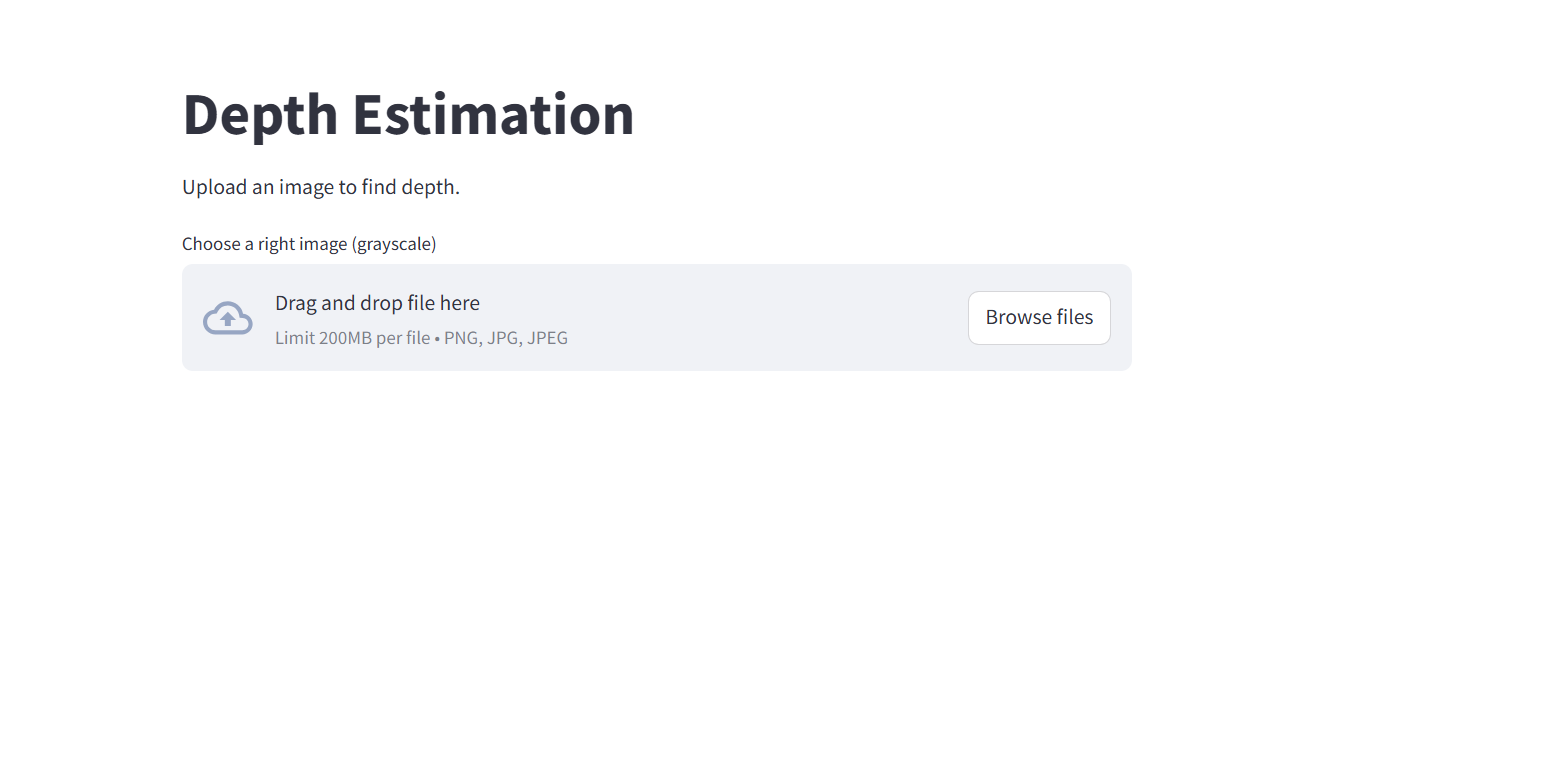 Depth Estimation
Upload an image to find depth.
Choose a right image (grayscale)
Drag and drop file here
Limit 200MB per file • PNG, JPG, JPEG
Browse files